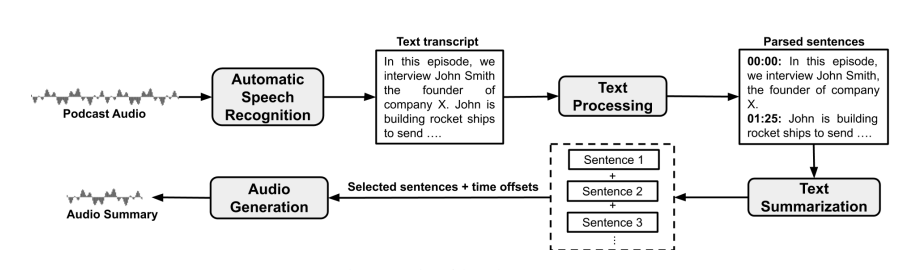 Podcast Audio
Automatic
Speech
Recognition
Text transcript
In this episode, we
interview John Smith
the founder of
company X. John is
building rocket ships
to send ….
Text
Processing
Parsed sentences
00:00: In this episode,
we interview John Smith,
the founder of company
X.
01:25: John is building
rocket ships to send ….
Text
Summarization
Sentence 1
+
Sentence 2
+
Sentence 3
⋮
Selected sentences + time offsets
Audio
Generation
Audio Summary